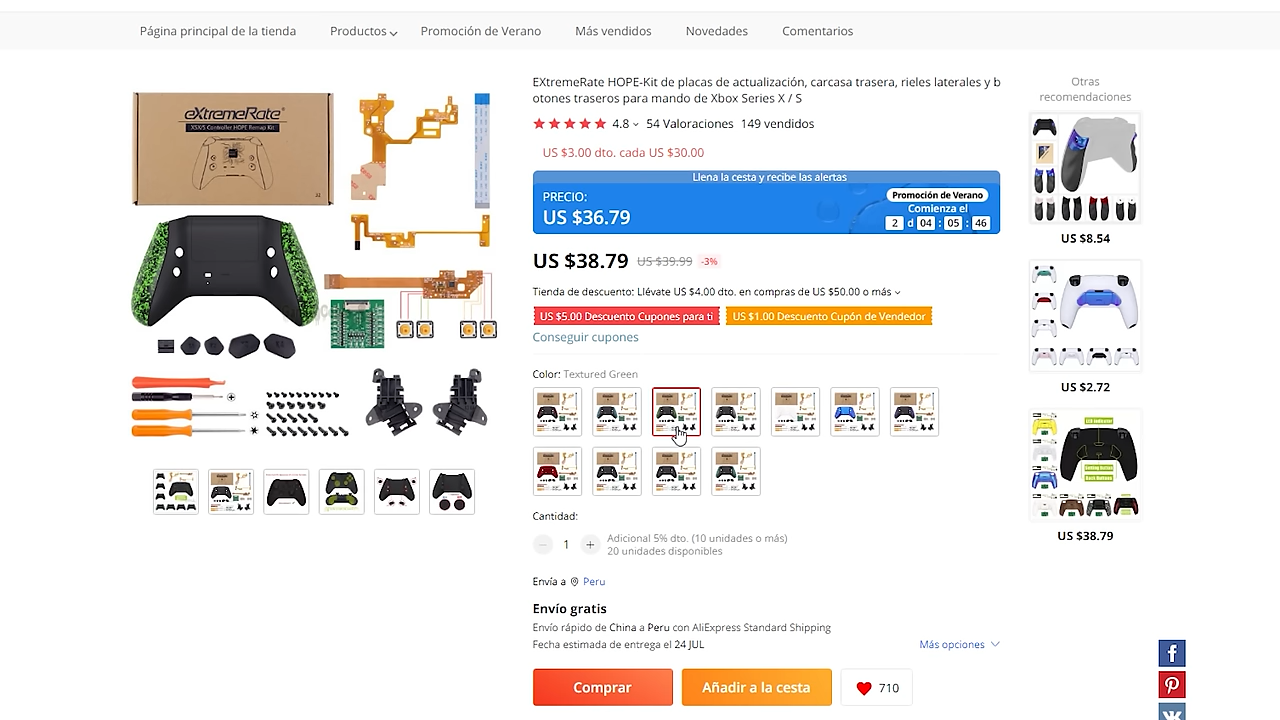 Página principal de la tienda
Productos
Promoción de Verano
Más vendidos
Novedades
Comentarios
eXtremeRate®
X5X/S Controller HOPE Remap Kit
EXtremeRate HOPE-Kit de placas de actualización, carcasa trasera, rieles laterales y b
otones traseros para mando de Xbox Series X / S
4.8
54 Valoraciones
149 vendidos
US $3.00 dto. cada US $30.00
Llena la cesta y recibe las alertas
PRECIO:
US $36.79
Promoción de Verano
Comienza el
2 d 04 : 05 : 46
US $38.79
US $39.99
-3%
Tienda de descuento: Llévate US $4.00 dto. en compras de US $50.00 o más
US $5.00 Descuento Cupones para ti
US $1.00 Descuento Cupón de Vendedor
Conseguir cupones
Color: Textured Green
Cantidad:
1
Adicional 5% dto. (10 unidades o más)
20 unidades disponibles
Envía a
Peru
Envío gratis
Envío rápido de China a Peru con AliExpress Standard Shipping
Fecha estimada de entrega el 24 JUL
Más opciones
Comprar
Añadir a la cesta
710
Otras
recomendaciones
US $8.54
US $2.72
US $38.79